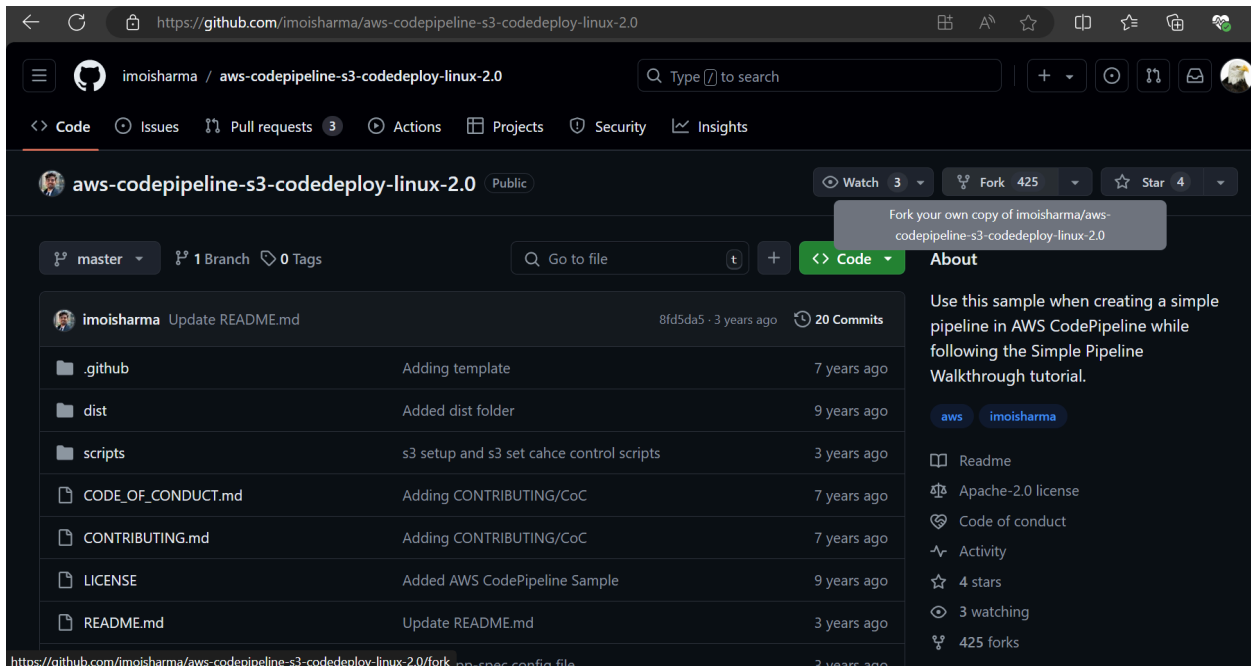 https://github.com/imoisharma/aws-codepipeline-s3-codedeploy-linux-2.0
imoisharma / aws-codepipeline-s3-codedeploy-linux-2.0
Type / to search
Code Issues Pull requests 3 Actions Projects Security Insights
aws-codepipeline-s3-codedeploy-linux-2.0 Public
Watch 3 Fork 425 Star 4
Fork your own copy of imoisharma/aws-
codepipeline-s3-codedeploy-linux-2.0
master 1 Branch 0 Tags Go to file t Code
imoisharma Update README.md 8fd5da5 · 3 years ago 20 Commits
.github Adding template 7 years ago
dist Added dist folder 9 years ago
scripts s3 setup and s3 set cahce control scripts 3 years ago
CODE_OF_CONDUCT.md Adding CONTRIBUTING/CoC 7 years ago
CONTRIBUTING.md Adding CONTRIBUTING/CoC 7 years ago
LICENSE Added AWS CodePipeline Sample 9 years ago
README.md Update README.md 3 years ago
config file 3 years ago
About
Use this sample when creating a simple
pipeline in AWS CodePipeline while
following the Simple Pipeline
Walkthrough tutorial.
aws imoisharma
Readme
Apache-2.0 license
Code of conduct
Activity
4 stars
3 watching
425 forks
https://github.com/imoisharma/aws-codepipeline-s3-codedeploy-linux-2.0/fork